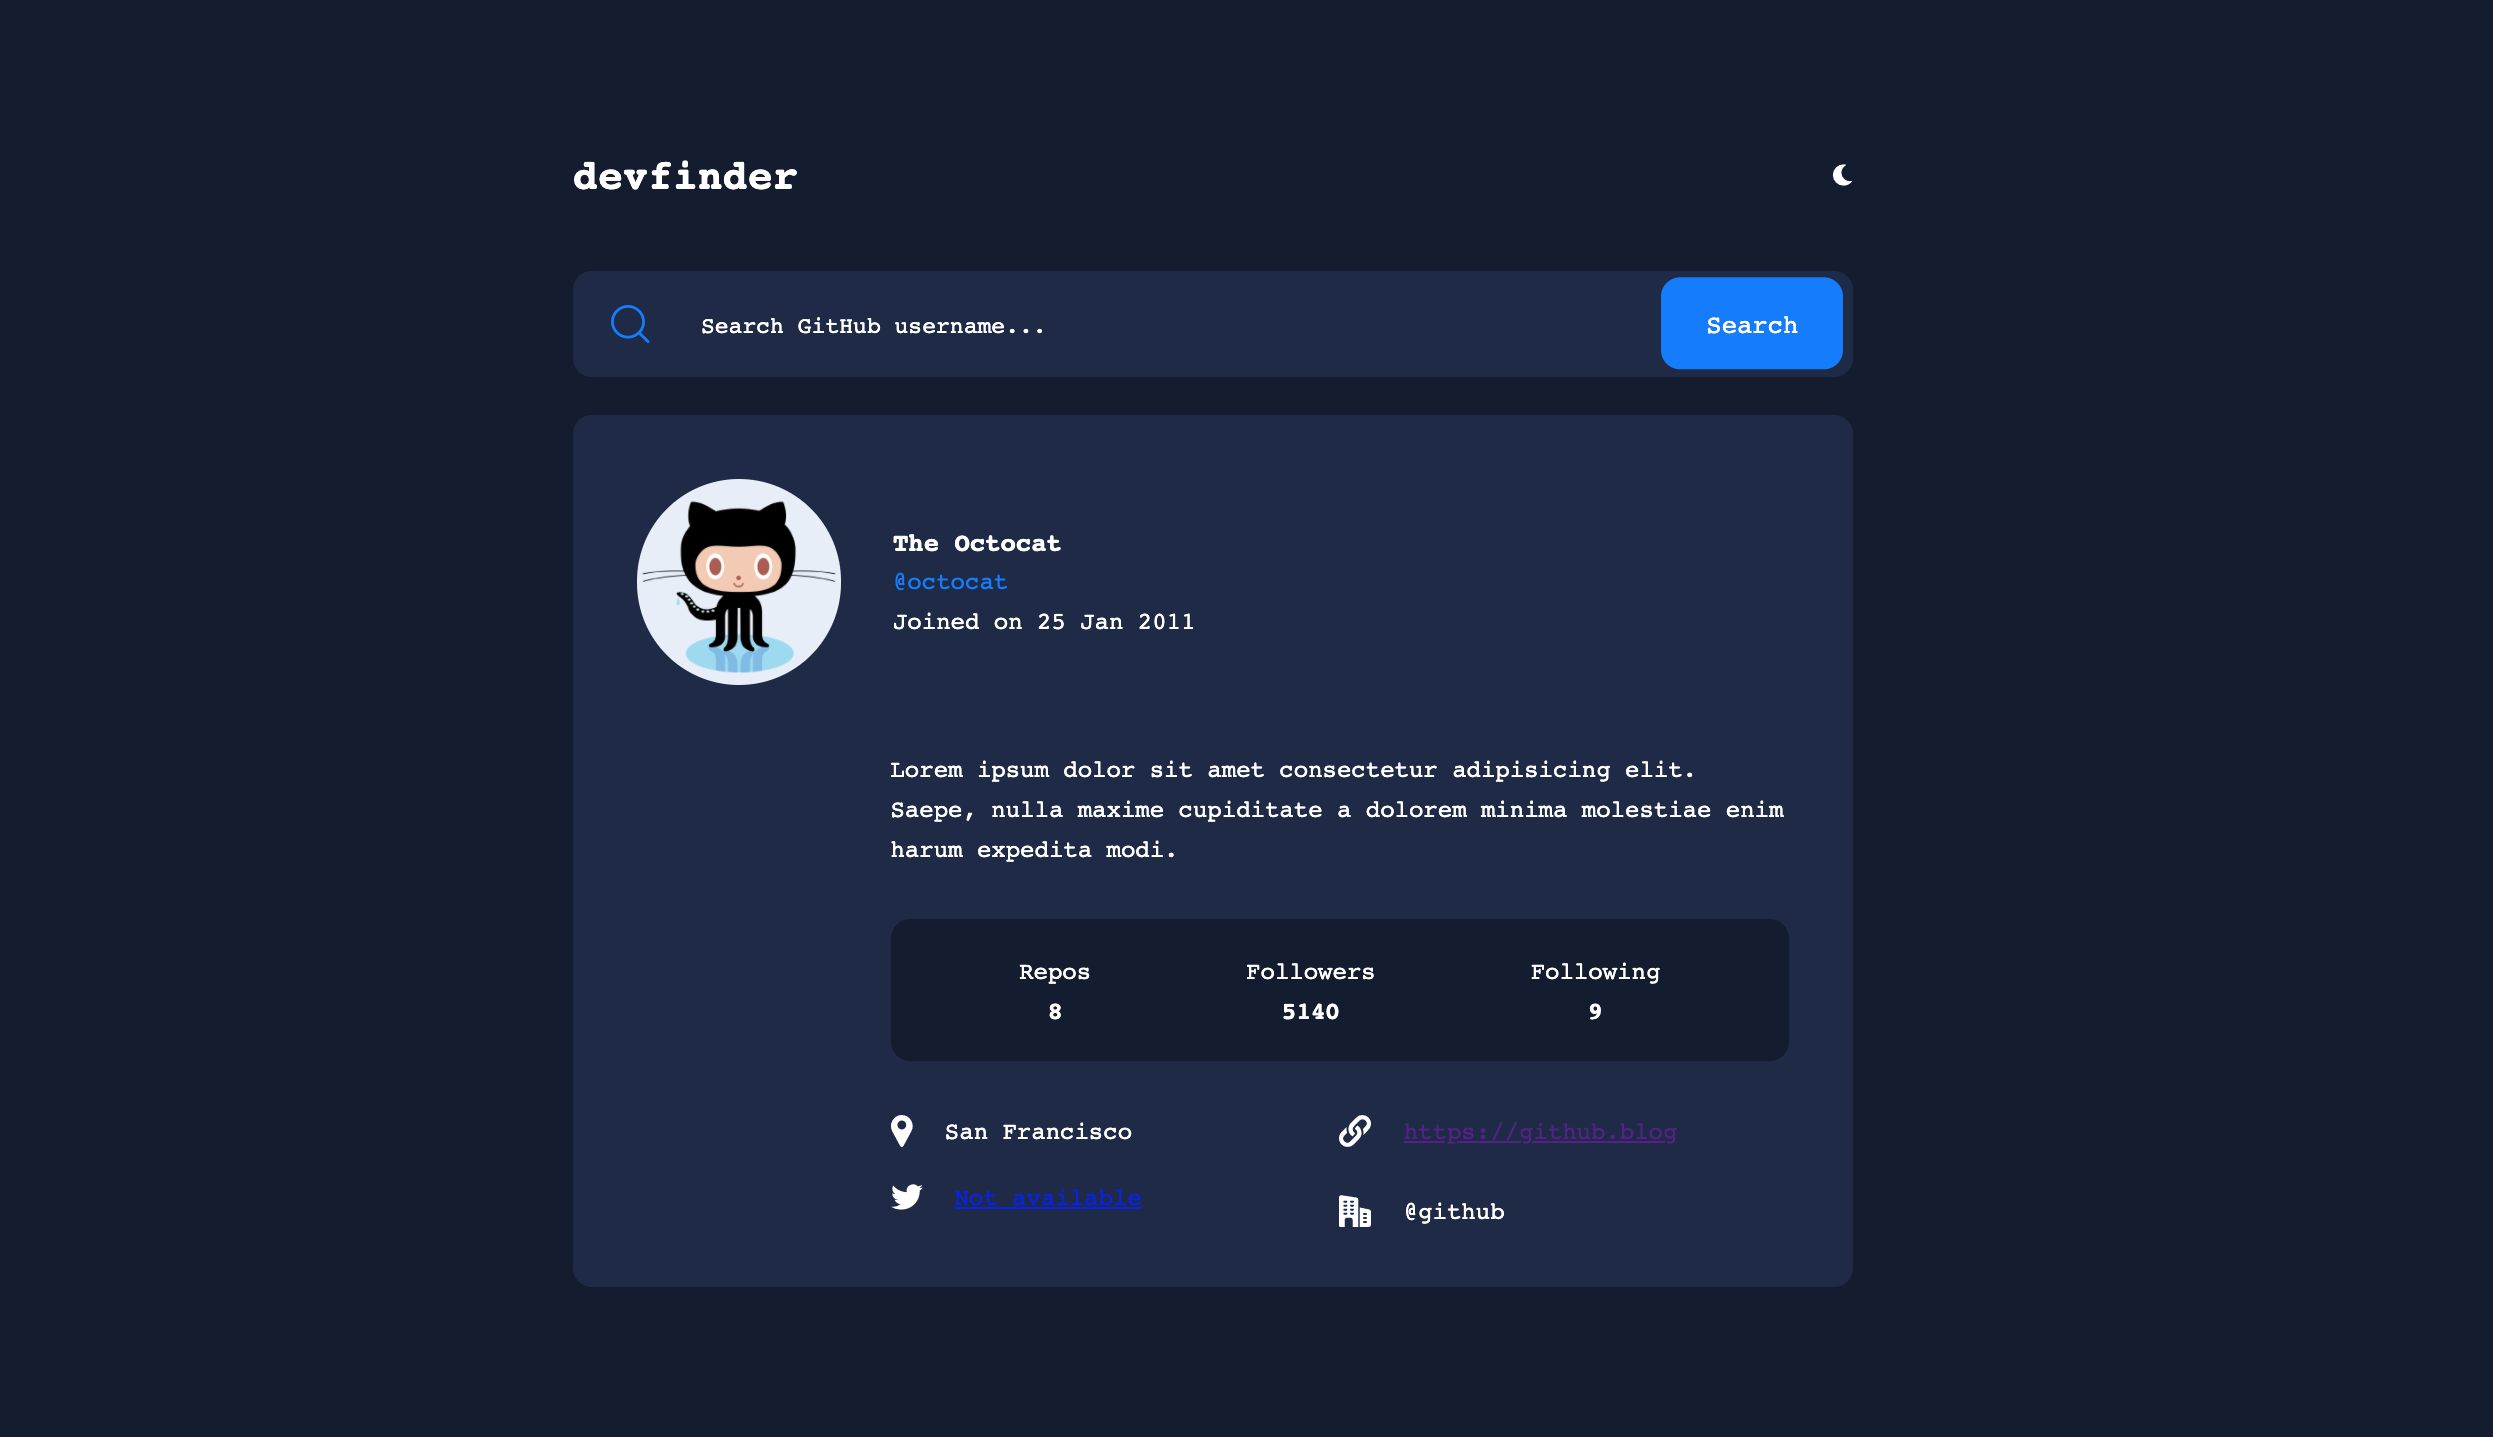 devfinder
Search GitHub username...
Search
The Octocat
@octocat
Joined on 25 Jan 2011
Lorem ipsum dolor sit amet consectetur adipisicing elit.
Saepe, nulla maxime cupiditate a dolorem minima molestiae enim
harum expedita modi.
Repos Followers Following
8 5140 9
San Francisco https://github.blog
Not available @github